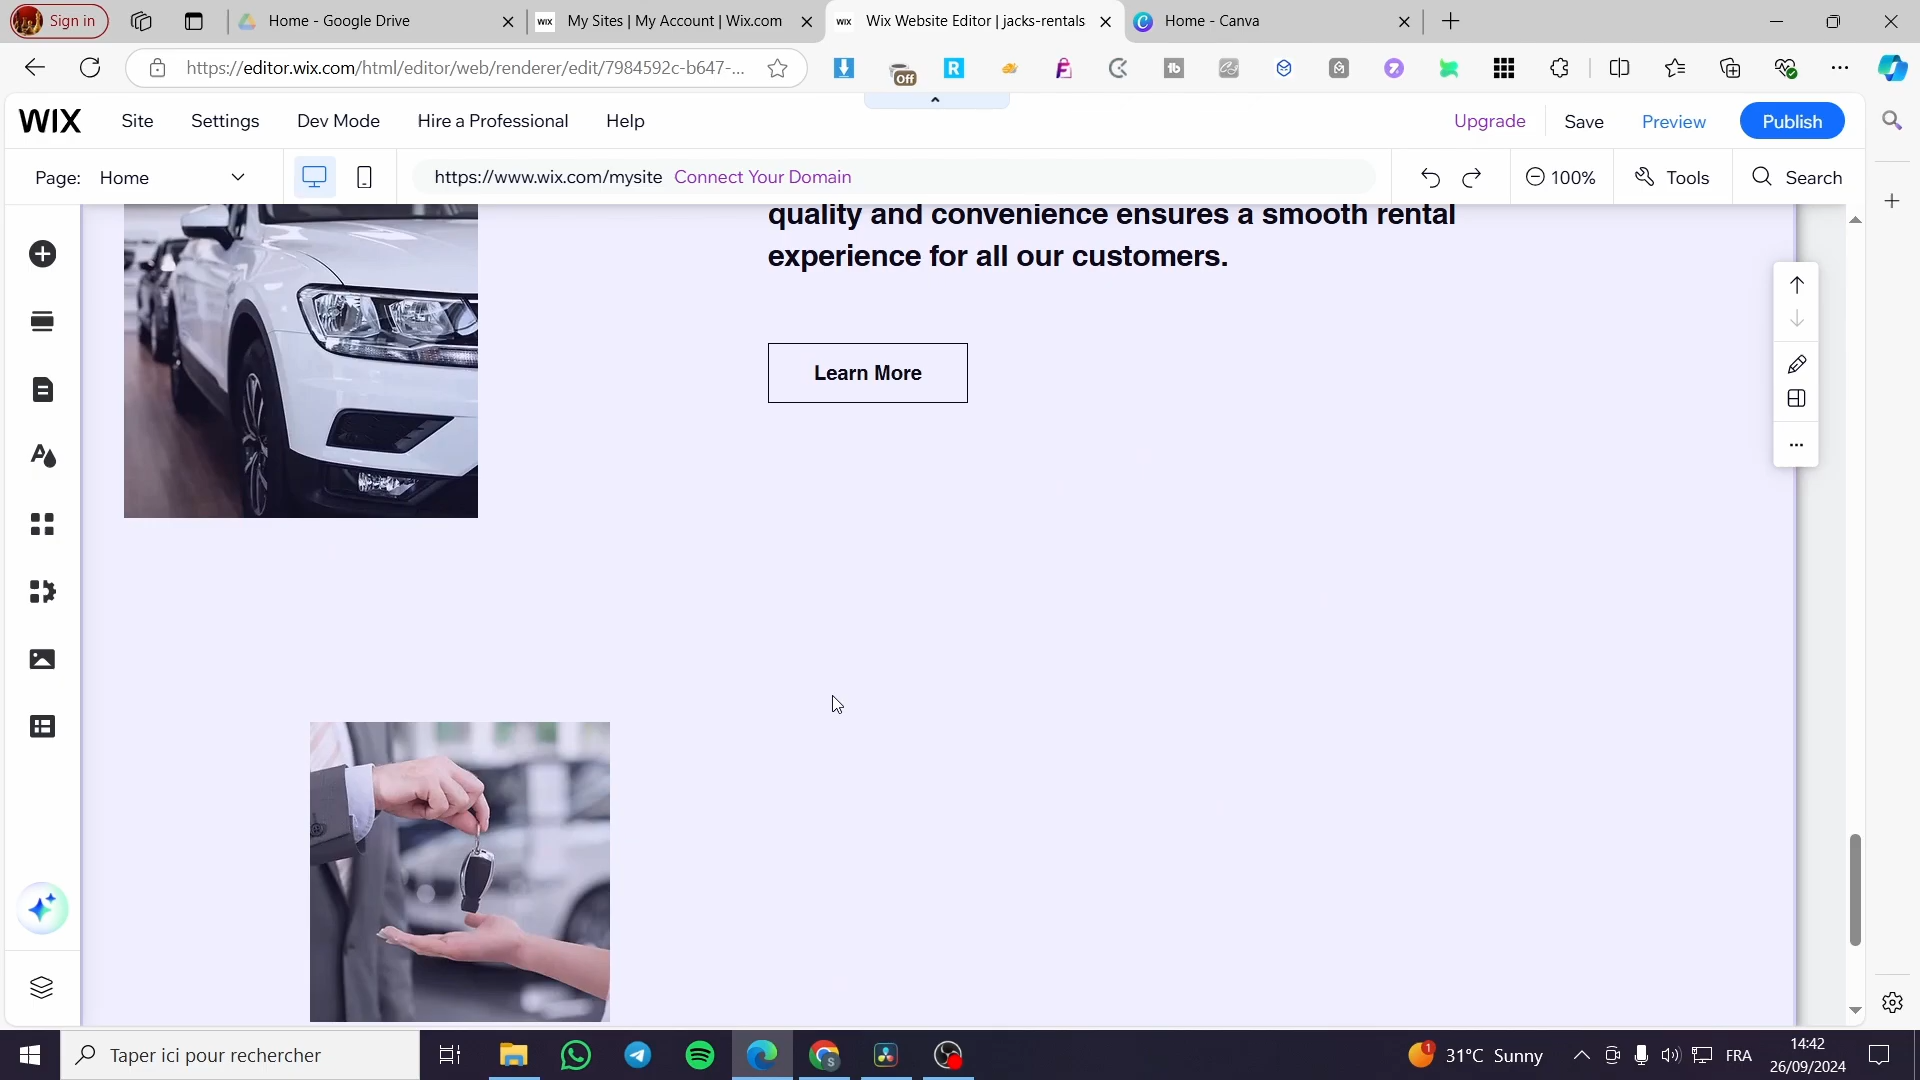 Sign in
Home - Google Drive
WIX
My Sites | My Account | Wix.com
WIX
Wix Website Editor | jacks-rentals
Home - Canva
https://editor.wix.com/html/editor/web/renderer/edit/7984592c-b647-...
Off
WIX
Site
Settings
Dev Mode
Hire a Professional
Help
Upgrade
Save
Preview
Publish
Page: Home
https://www.wix.com/mysite Connect Your Domain
100%
Tools
Search
quality and convenience ensures a smooth rental
experience for all our customers.
Learn More
Taper ici pour rechercher
1
31°C Sunny
FRA
14:42
26/09/2024